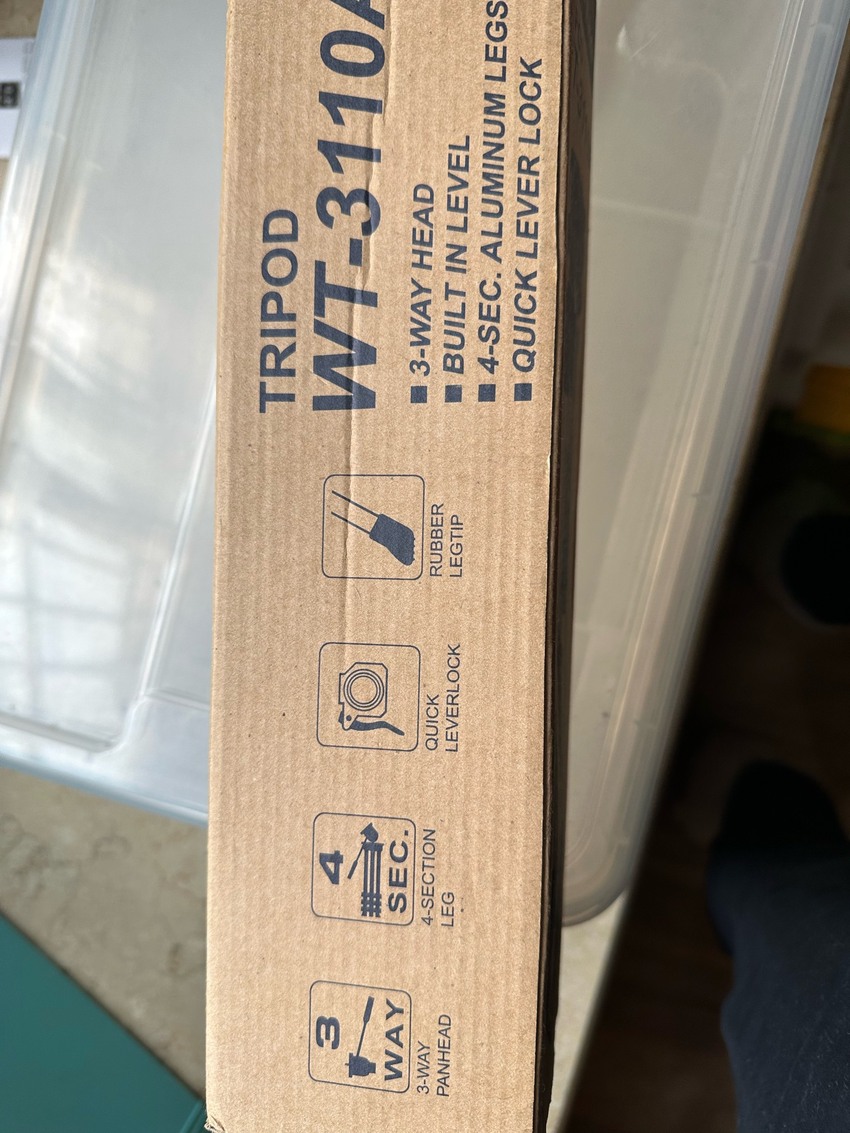 TRIPOD
WT-3110A
3-WAY HEAD
BUILT IN LEVEL
4-SEC. ALUMINUM LEGS
QUICK LEVER LOCK
3
WAY
3-WAY
PANHEAD
4
SEC.
4-SECTION
LEG
QUICK
LEVERLOCK
RUBBER
LEGTIP